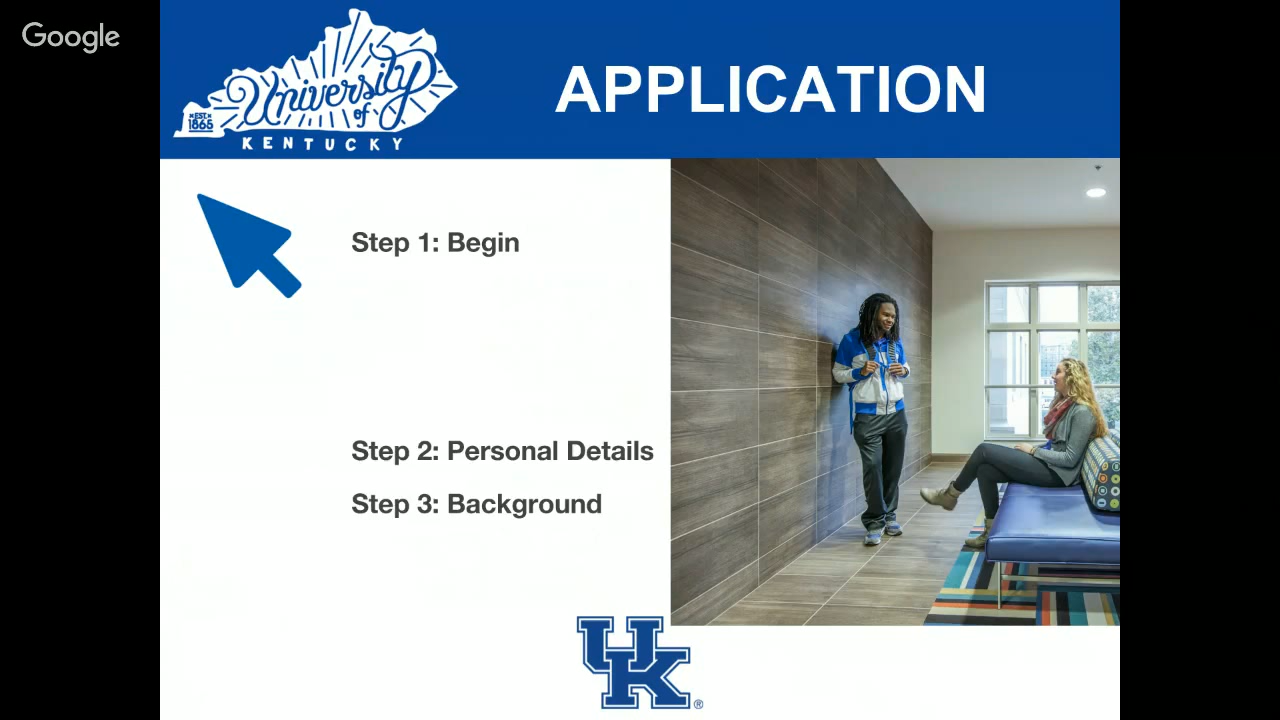 Google
University
of
KENTUCKY
EST.
1865
APPLICATION
Step 1: Begin
Step 2: Personal Details
Step 3: Background
UK®